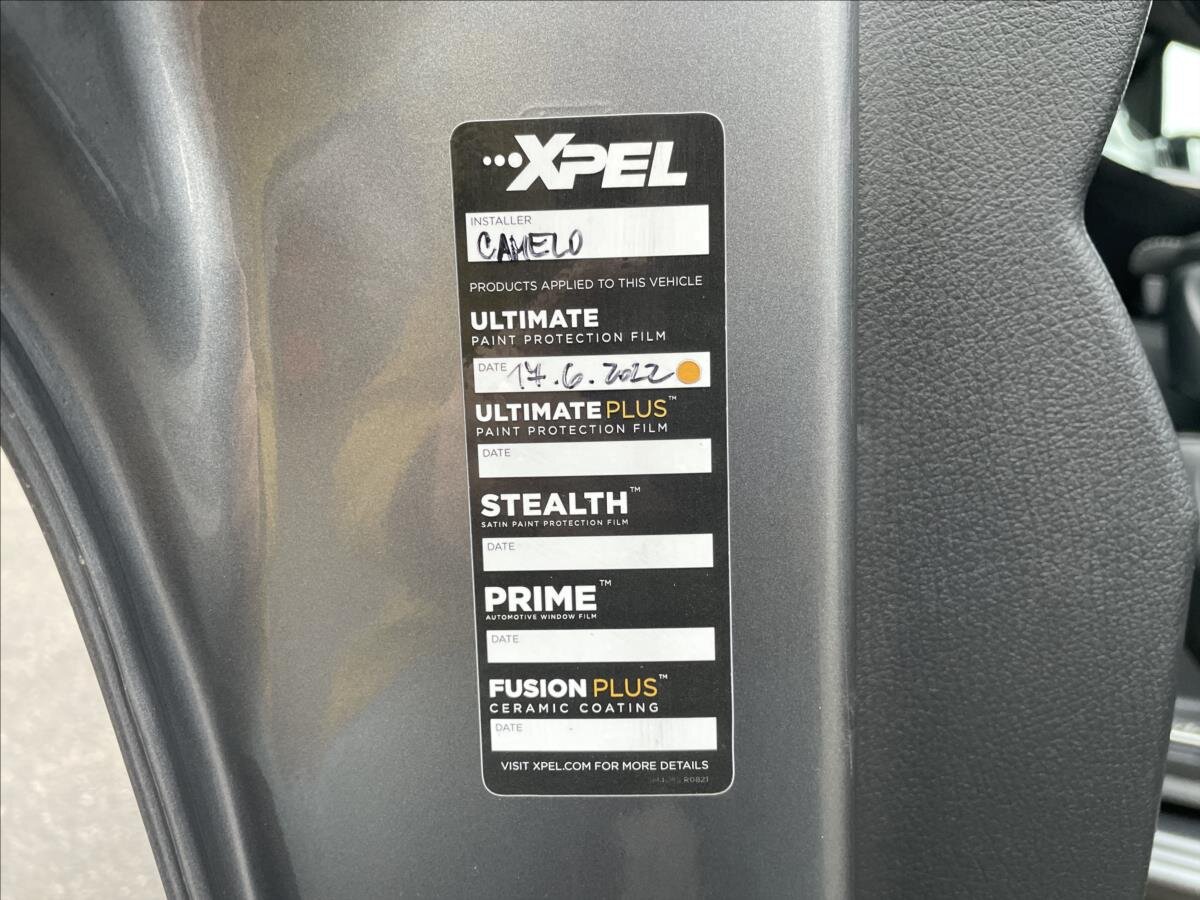 XPEL
INSTALLER
CAMELO
PRODUCTS APPLIED TO THIS VEHICLE
ULTIMATE
PAINT PROTECTION FILM
DATE 17.6.2022
ULTIMATE PLUS™
PAINT PROTECTION FILM
DATE
STEALTH™
SATIN PAINT PROTECTION FILM
DATE
PRIME™
AUTOMOTIVE WINDOW FILM
DATE
FUSION PLUS™
CERAMIC COATING
DATE
VISIT XPEL.COM FOR MORE DETAILS
R0821